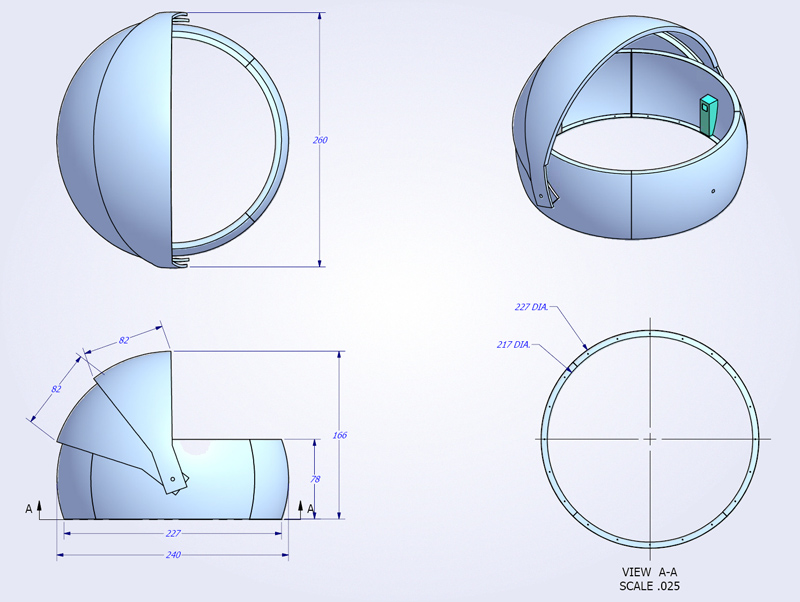 260
227 DIA.
217 DIA.
82
82
166
78
A
A
227
240
VIEW A-A
SCALE .025